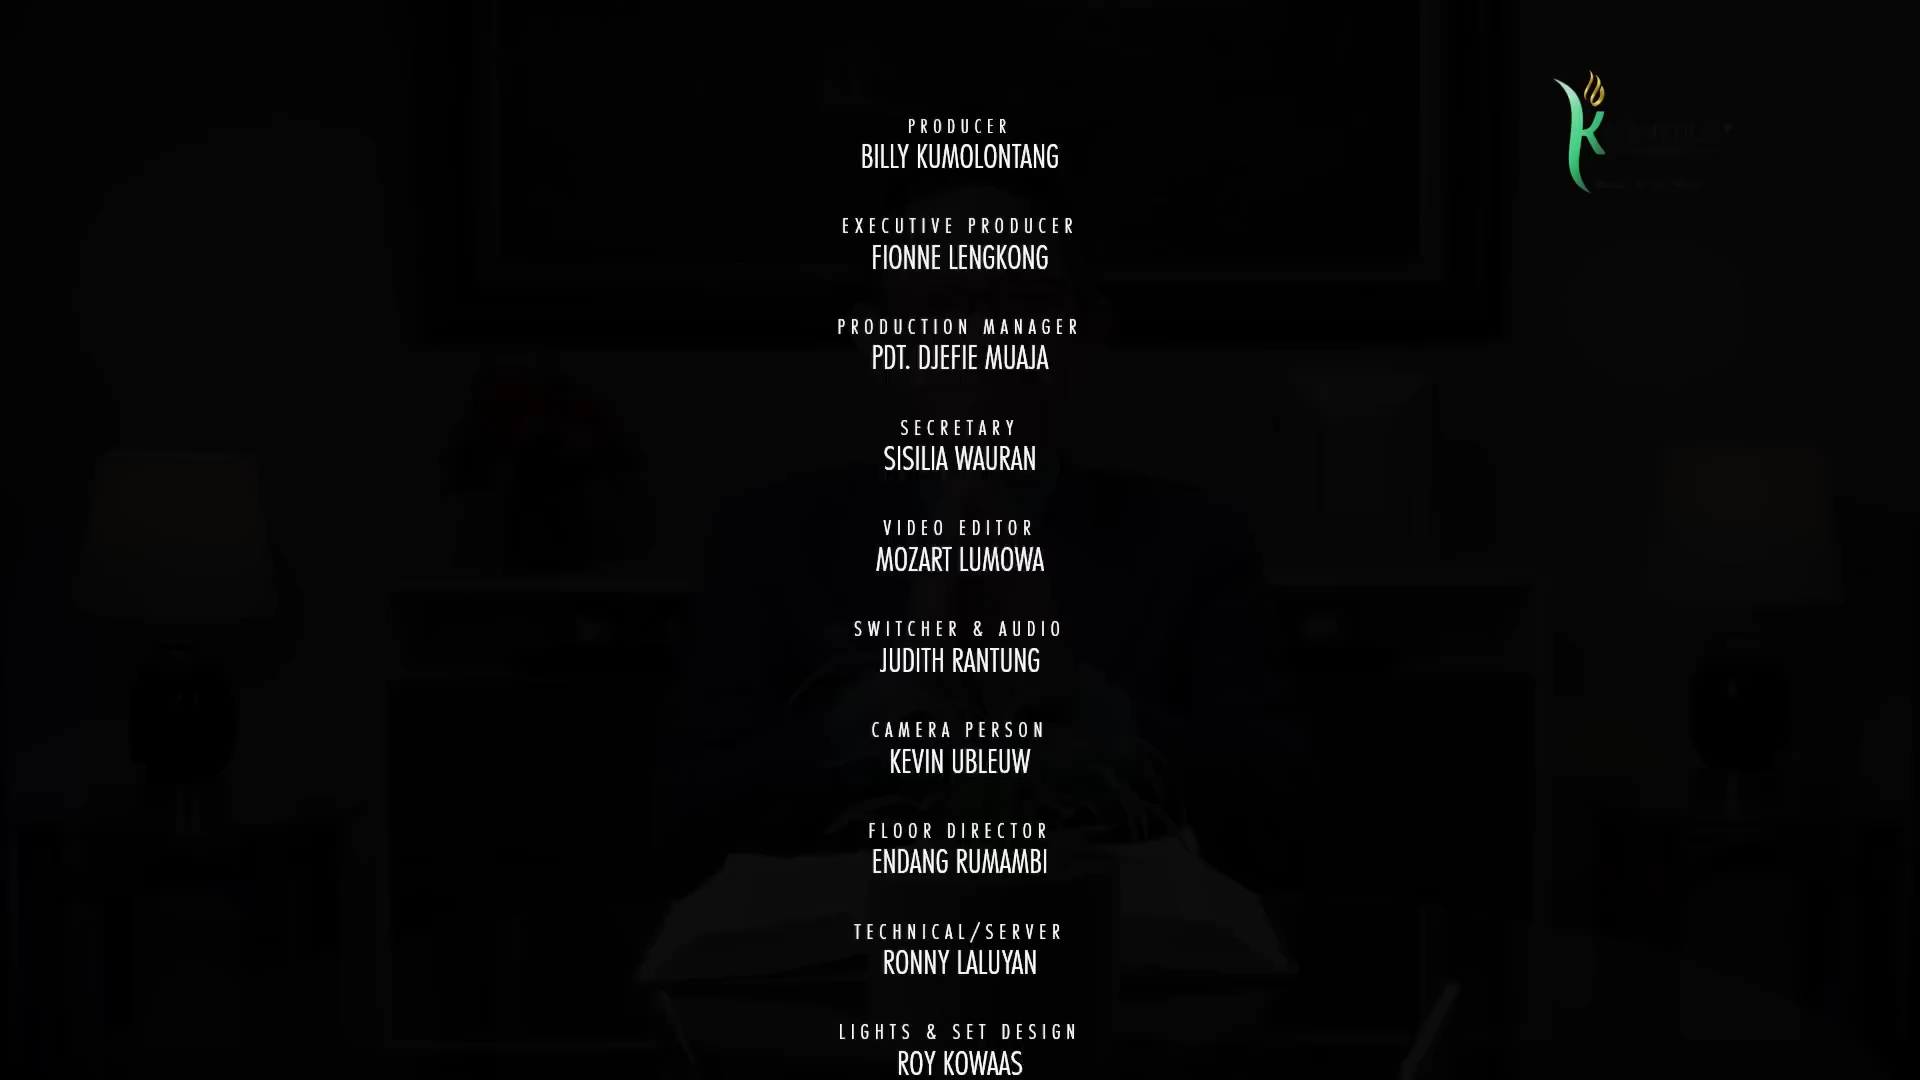 PRODUCER
BILLY KUMOLONTANG
EXECUTIVE PRODUCER
FIONNE LENGKONG
PRODUCTION MANAGER
PDT. DJEFIE MUAJA
SECRETARY
SISILIA WAURAN
VIDEO EDITOR
MOZART LUMOWA
SWITCHER & AUDIO
JUDITH RANTUNG
CAMERA PERSON
KEVIN UBLEUW
FLOOR DIRECTOR
ENDANG RUMAMBI
TECHNICAL/SERVER
RONNY LALUYAN
LIGHTS & SET DESIGN
ROY KOWAAS